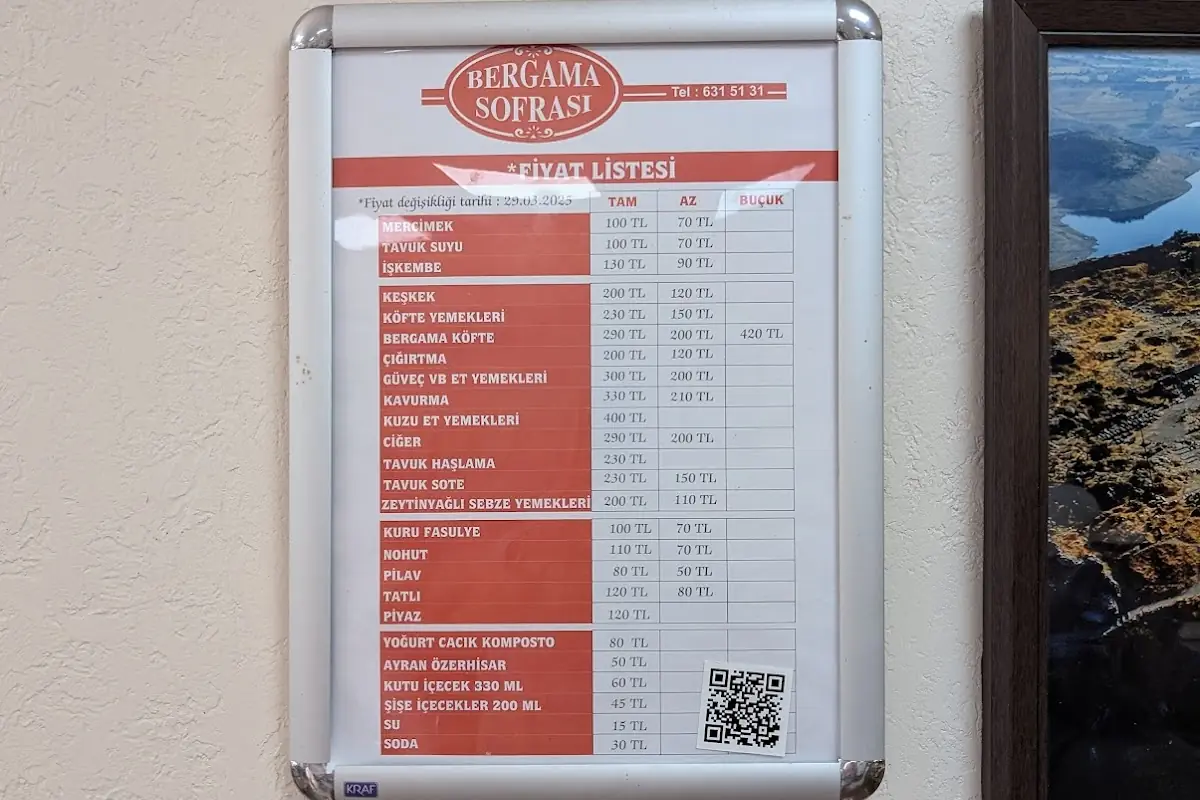 BERGAMA
SOFRASI
Tel : 631 51 31
*FİYAT LİSTESİ
*Fiyat değişikliği tarihi : 29.03.2025 TAM AZ BUÇUK
MERCİMEK 100 TL 70 TL
TAVUK SUYU 100 TL 70 TL
İŞKEMBE 130 TL 90 TL
KEŞKEK 200 TL 120 TL
KÖFTE YEMEKLERİ 230 TL 150 TL
BERGAMA KÖFTE 290 TL 200 TL 420 TL
ÇIĞIRTMA 200 TL 120 TL
GÜVEÇ VB ET YEMEKLERİ 300 TL 200 TL
KAVURMA 330 TL 210 TL
KUZU ET YEMEKLERİ 400 TL
CİĞER 290 TL 200 TL
TAVUK HAŞLAMA 230 TL
TAVUK SOTE 230 TL 150 TL
ZEYTİNYAĞLI SEBZE YEMEKLERİ 200 TL 110 TL
KURU FASULYE 100 TL 70 TL
NOHUT 110 TL 70 TL
PİLAV 80 TL 50 TL
TATLI 120 TL 80 TL
PİYAZ 120 TL
YOĞURT CACIK KOMPOSTO 80 TL
AYRAN ÖZERHİSAR 50 TL
KUTU İÇECEK 330 ML 60 TL
ŞİŞE İÇECEKLER 200 ML 45 TL
SU 15 TL
SODA 30 TL
KRAF